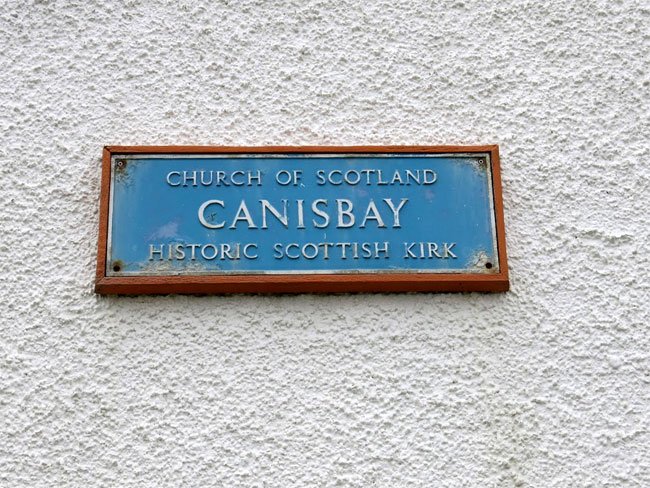 CHURCH OF SCOTLAND
CANISBAY
HISTORIC SCOTTISH KIRK